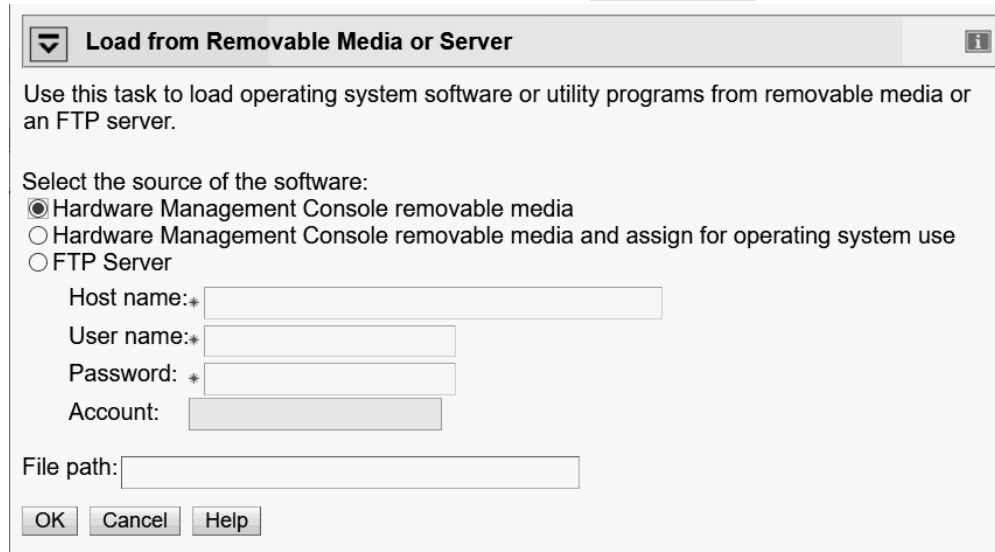 Load from Removable Media or Server
Use this task to load operating system software or utility programs from removable media or
an FTP server.
Select the source of the software:
Hardware Management Console removable media
Hardware Management Console removable media and assign for operating system use
FTP Server
Host name:*
User name:*
Password: *
Account:
File path:
OK Cancel Help